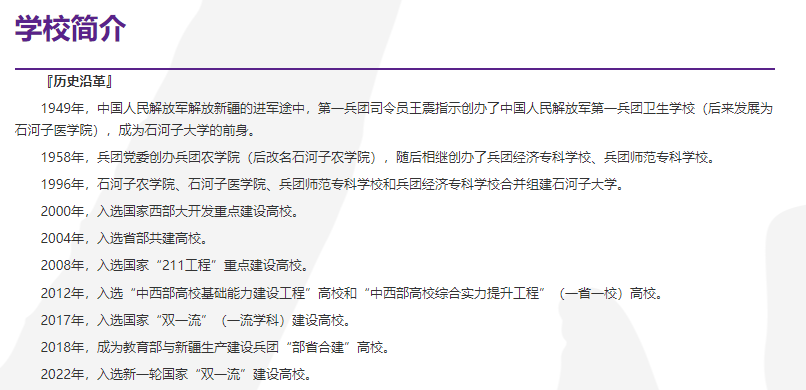 学校简介
『历史沿革』
1949年，中国人民解放军解放新疆的进军途中，第一兵团司令员王震指示创办了中国人民解放军第一兵团卫生学校（后来发展为
石河子医学院），成为石河子大学的前身。
1958年，兵团党委创办兵团农学院（后改名石河子农学院），随后相继创办了兵团经济专科学校、兵团师范专科学校。
1996年，石河子农学院、石河子医学院、兵团师范专科学校和兵团经济专科学校合并组建石河子大学。
2000年，入选国家西部大开发重点建设高校。
2004年，入选省部共建高校。
2008年，入选国家“211工程”重点建设高校。
2012年，入选“中西部高校基础能力建设工程”高校和“中西部高校综合实力提升工程”（一省一校）高校。
2017年，入选国家“双一流”（一流学科）建设高校。
2018年，成为教育部与新疆生产建设兵团“部省合建”高校。
2022年，入选新一轮国家“双一流”建设高校。